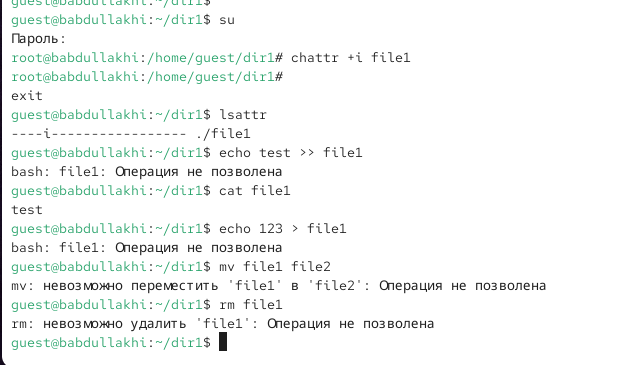 guest@babdullakhi:~/dir1$
guest@babdullakhi:~/dir1$ su
Пароль:
root@babdullakhi:/home/guest/dir1# chattr +i file1
root@babdullakhi:/home/guest/dir1#
exit
guest@babdullakhi:~/dir1$ lsattr
----i----------------- ./file1
guest@babdullakhi:~/dir1$ echo test >> file1
bash: file1: Операция не позволена
guest@babdullakhi:~/dir1$ cat file1
test
guest@babdullakhi:~/dir1$ echo 123 > file1
bash: file1: Операция не позволена
guest@babdullakhi:~/dir1$ mv file1 file2
mv: невозможно переместить 'file1' в 'file2': Операция не позволена
guest@babdullakhi:~/dir1$ rm file1
rm: невозможно удалить 'file1': Операция не позволена
guest@babdullakhi:~/dir1$